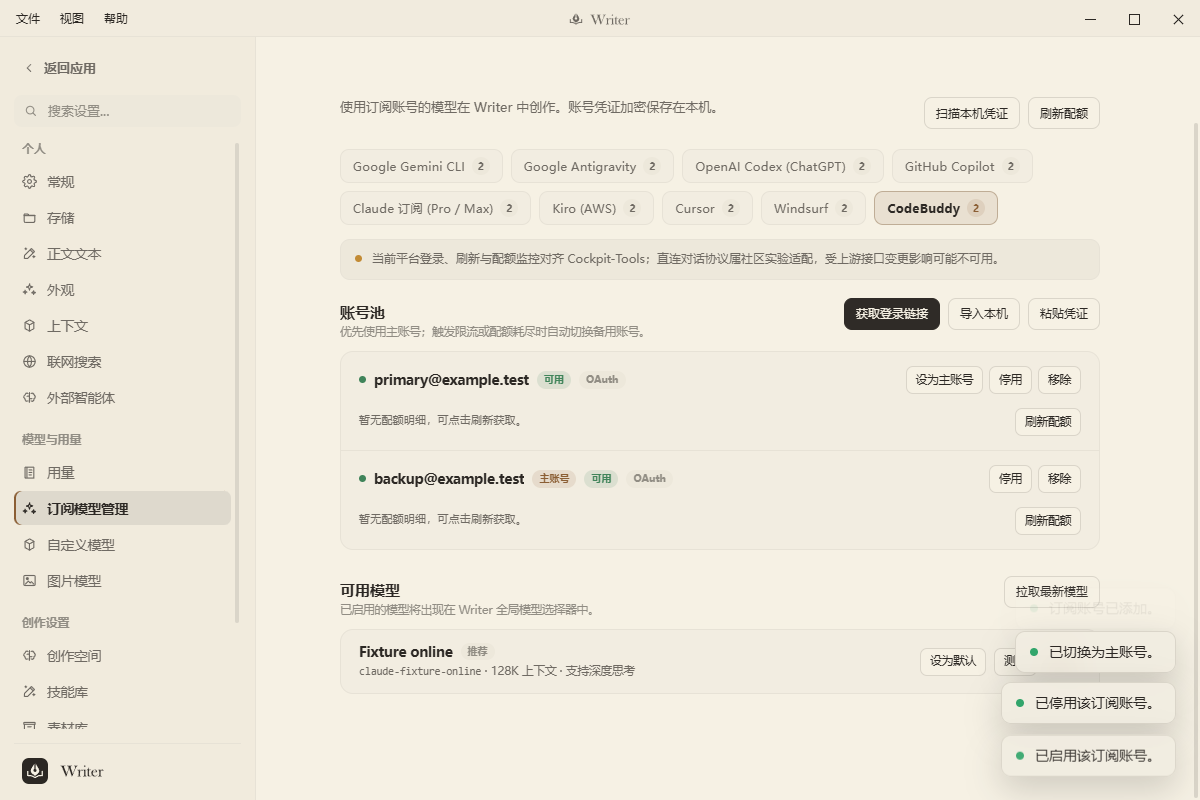 文件 视图 帮助
Writer
返回应用
搜索设置...
个人
常规
存储
正文文本
外观
上下文
联网搜索
外部智能体
模型与用量
用量
订阅模型管理
自定义模型
图片模型
创作设置
创作空间
技能库
素材库
Writer
使用订阅账号的模型在 Writer 中创作。账号凭证加密保存在本机。
扫描本机凭证 刷新配额
Google Gemini CLI 2 Google Antigravity 2 OpenAI Codex (ChatGPT) 2 GitHub Copilot 2
Claude 订阅 (Pro / Max) 2 Kiro (AWS) 2 Cursor 2 Windsurf 2 CodeBuddy 2
当前平台登录、刷新与配额监控对齐 Cockpit-Tools；直连对话协议属社区实验适配，受上游接口变更影响可能不可用。
账号池
优先使用主账号；触发限流或配额耗尽时自动切换备用账号。
获取登录链接 导入本机 粘贴凭证
primary@example.test 可用 OAuth 设为主账号 停用 移除
暂无配额明细，可点击刷新获取。 刷新配额
backup@example.test 主账号 可用 OAuth 停用 移除
暂无配额明细，可点击刷新获取。 刷新配额
可用模型 拉取最新模型
已启用的模型将出现在 Writer 全局模型选择器中。
订阅账号已添加。
Fixture online 推荐
claude-fixture-online · 128K 上下文 · 支持深度思考
设为默认 测
已切换为主账号。
已停用该订阅账号。
已启用该订阅账号。